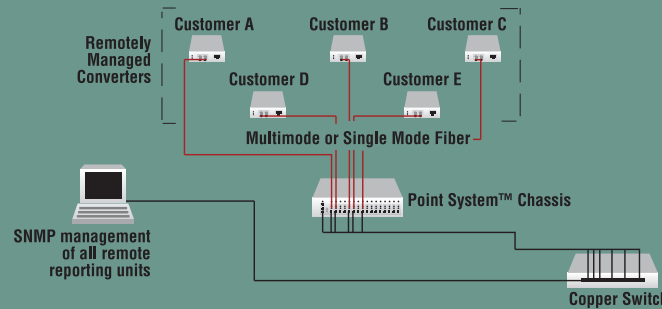 Customer A
Customer B
Customer C
Remotely
Managed
Converters
Customer D
Customer E
Multimode or Single Mode Fiber
Point System™ Chassis
SNMP management
of all remote
reporting units
Copper Switch